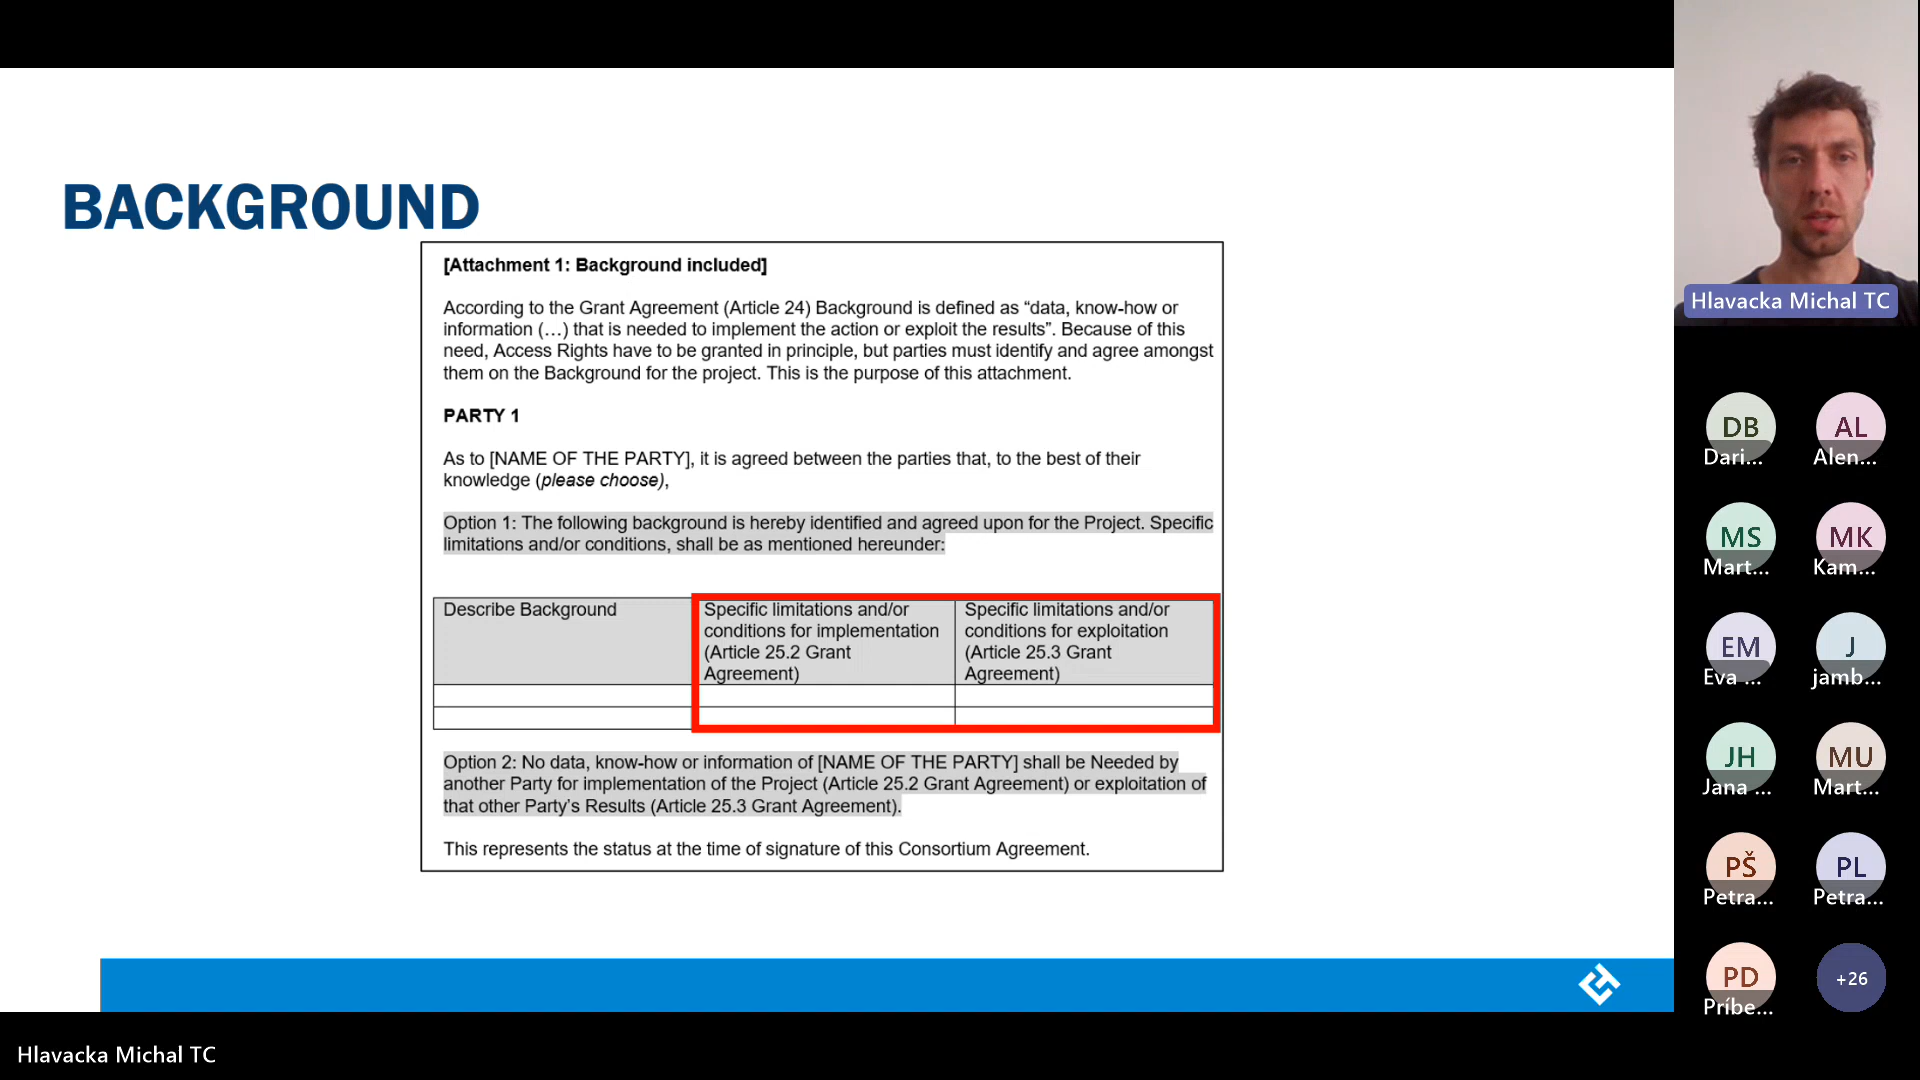 BACKGROUND
[Attachment 1: Background included]
According to the Grant Agreement (Article 24) Background is defined as “data, know-how or
information (…) that is needed to implement the action or exploit the results”. Because of this
need, Access Rights have to be granted in principle, but parties must identify and agree amongst
them on the Background for the project. This is the purpose of this attachment.
PARTY 1
As to [NAME OF THE PARTY], it is agreed between the parties that, to the best of their
knowledge (please choose),
Option 1: The following background is hereby identified and agreed upon for the Project. Specific
limitations and/or conditions, shall be as mentioned hereunder:
Describe Background
Specific limitations and/or
conditions for implementation
(Article 25.2 Grant
Agreement)
Specific limitations and/or
conditions for exploitation
(Article 25.3 Grant
Agreement)
Option 2: No data, know-how or information of [NAME OF THE PARTY] shall be Needed by
another Party for implementation of the Project (Article 25.2 Grant Agreement) or exploitation of
that other Party’s Results (Article 25.3 Grant Agreement).
This represents the status at the time of signature of this Consortium Agreement.
Hlavacka Michal TC
DB
Dari...
AL
Alen...
MS
Mart...
MK
Kam...
EM
Eva ...
J
jamb...
JH
Jana ...
MU
Mart...
PŠ
Petra...
PL
Petra...
PD
Príbe...
+26
Hlavacka Michal TC